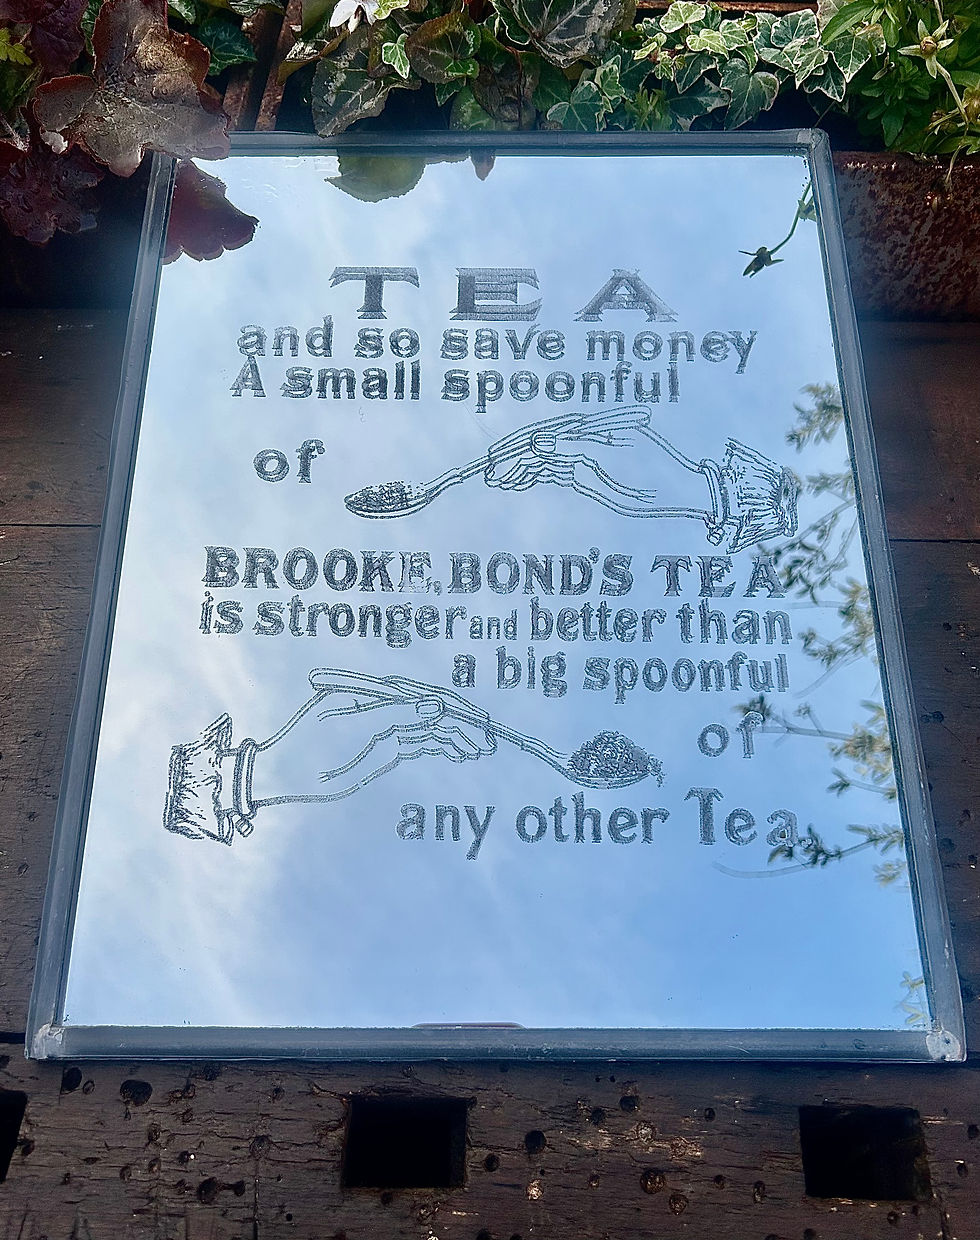 TEA
and so save money
A small spoonful
of
BROOKE, BOND'S TEA
is stronger and better than
a big spoonful
of
any other Tea.